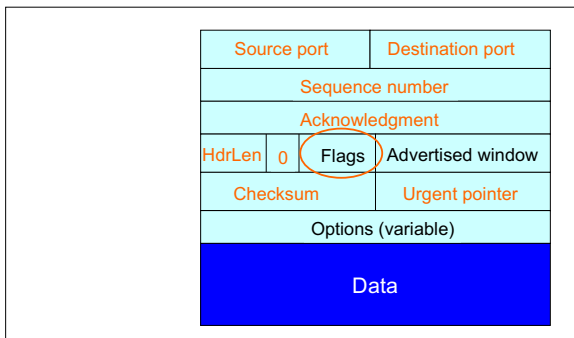 Source port Destination port
Sequence number
Acknowledgment
HdrLen 0 Flags Advertised window
Checksum Urgent pointer
Options (variable)
Data